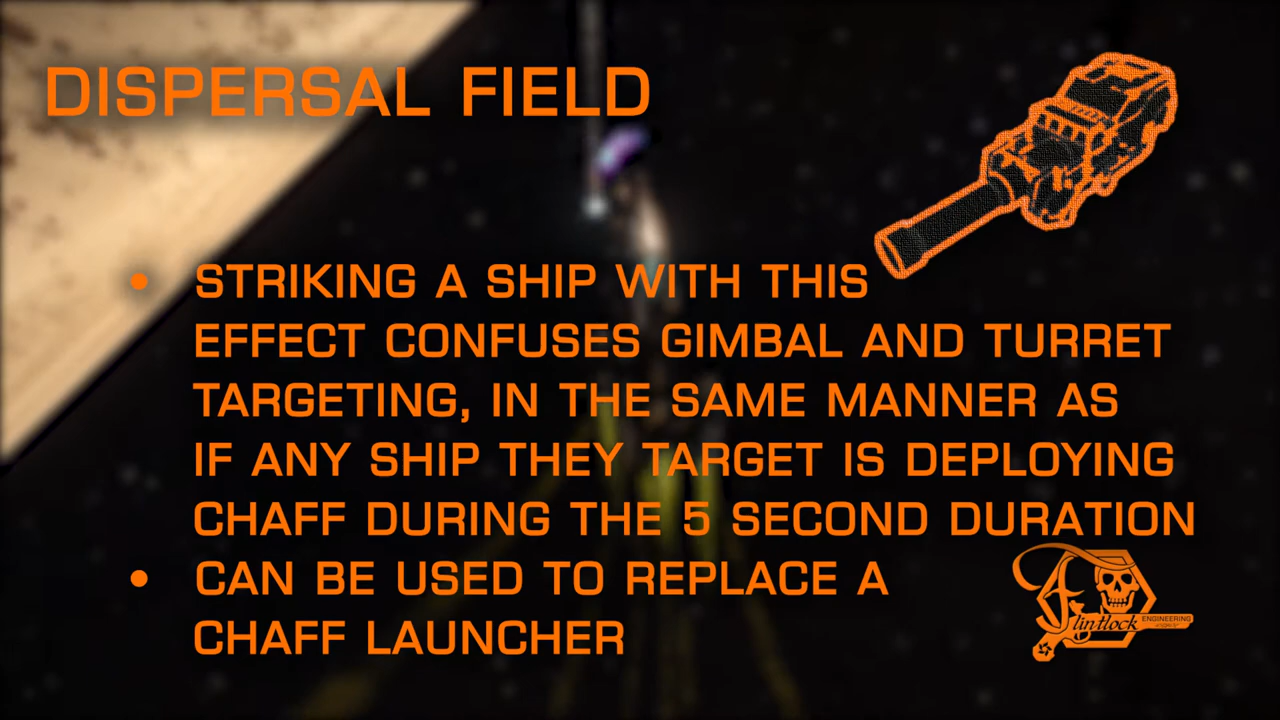 DISPERSAL FIELD
• STRIKING A SHIP WITH THIS
EFFECT CONFUSES GIMBAL AND TURRET
TARGETING, IN THE SAME MANNER AS
IF ANY SHIP THEY TARGET IS DEPLOYING
CHAFF DURING THE 5 SECOND DURATION
• CAN BE USED TO REPLACE A
CHAFF LAUNCHER
Flintlock
ENGINEERING